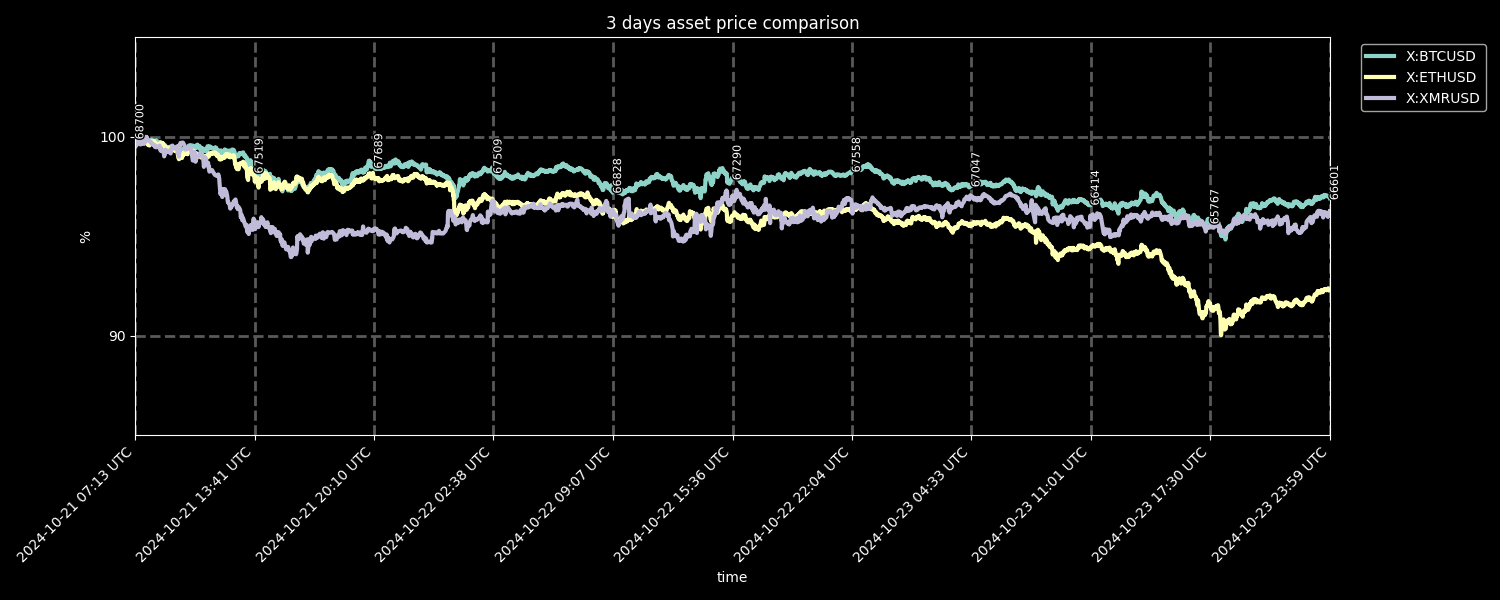 3 days asset price comparison
X:BTCUSD
X:ETHUSD
X:XMRUSD
68700
67519
67689
67509
66828
67290
67558
67047
66414
65767
66601
100
90
%
2024-10-21 07:13 UTC
2024-10-21 13:41 UTC
2024-10-21 20:10 UTC
2024-10-22 02:38 UTC
2024-10-22 09:07 UTC
2024-10-22 15:36 UTC
2024-10-22 22:04 UTC
2024-10-23 04:33 UTC
2024-10-23 11:01 UTC
2024-10-23 17:30 UTC
2024-10-23 23:59 UTC
time